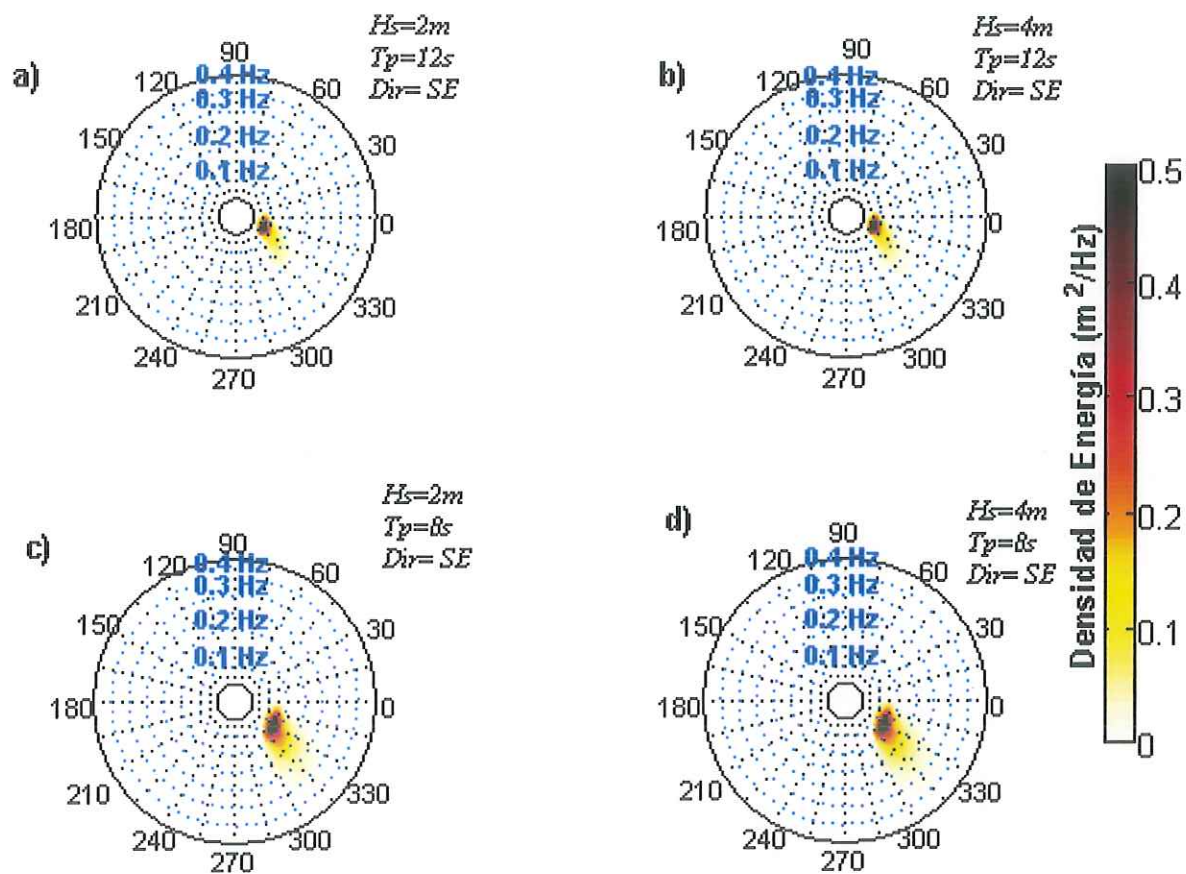 a)
Hs=2m
Tp=12s
Dir= SE
90
120
60
0.4 Hz
0.3 Hz
150
30
0.2 Hz
0.1 Hz
180
0
210
330
240
300
270
b)
Hs=4m
Tp=12s
Dir= SE
90
120
60
0.4 Hz
0.3 Hz
150
30
0.2 Hz
0.1 Hz
180
0
210
330
240
300
270
c)
Hs=2m
Tp=8s
Dir= SE
90
120
60
0.4 Hz
0.3 Hz
150
30
0.2 Hz
0.1 Hz
180
0
210
330
240
300
270
d)
Hs=4m
Tp=8s
Dir= SE
90
120
60
0.4 Hz
0.3 Hz
150
30
0.2 Hz
0.1 Hz
180
0
210
330
240
300
270
Densidad de Energía (m²/Hz)
0.5
0.4
0.3
0.2
0.1
0